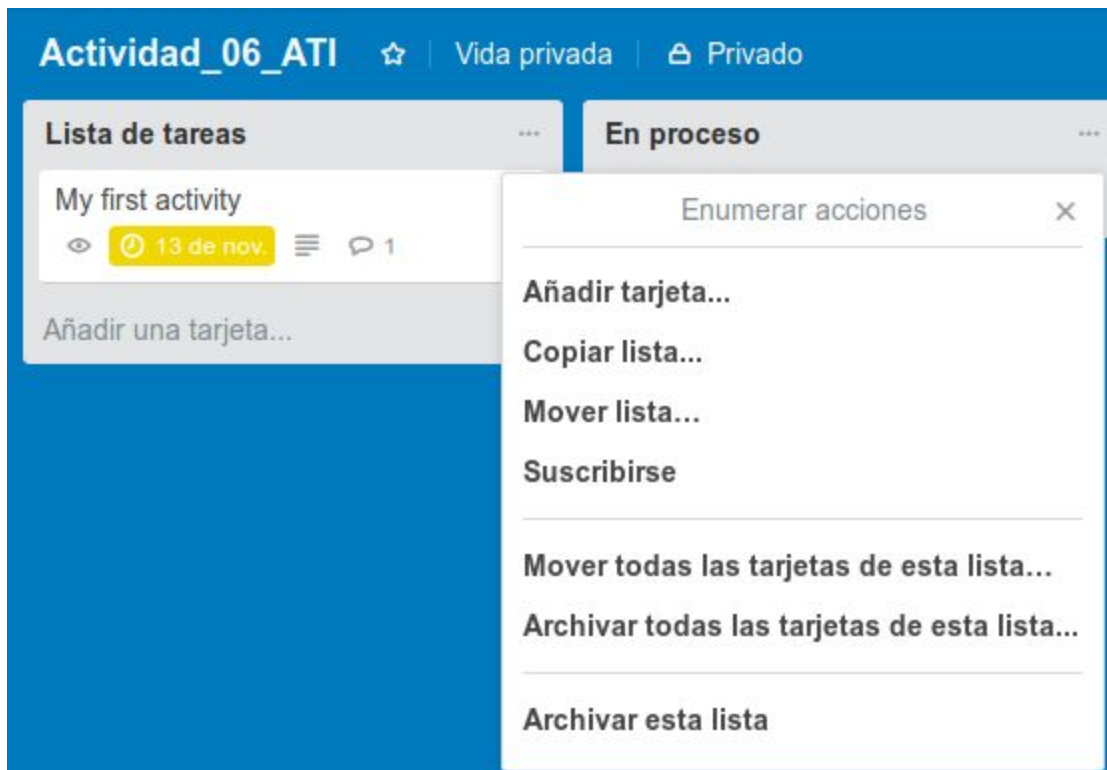 Actividad_06_ATI Vida privada Privado
Lista de tareas ...
En proceso ...
My first activity
13 de nov. 1
Añadir una tarjeta...
Enumerar acciones
Añadir tarjeta...
Copiar lista...
Mover lista...
Suscribirse
Mover todas las tarjetas de esta lista...
Archivar todas las tarjetas de esta lista...
Archivar esta lista